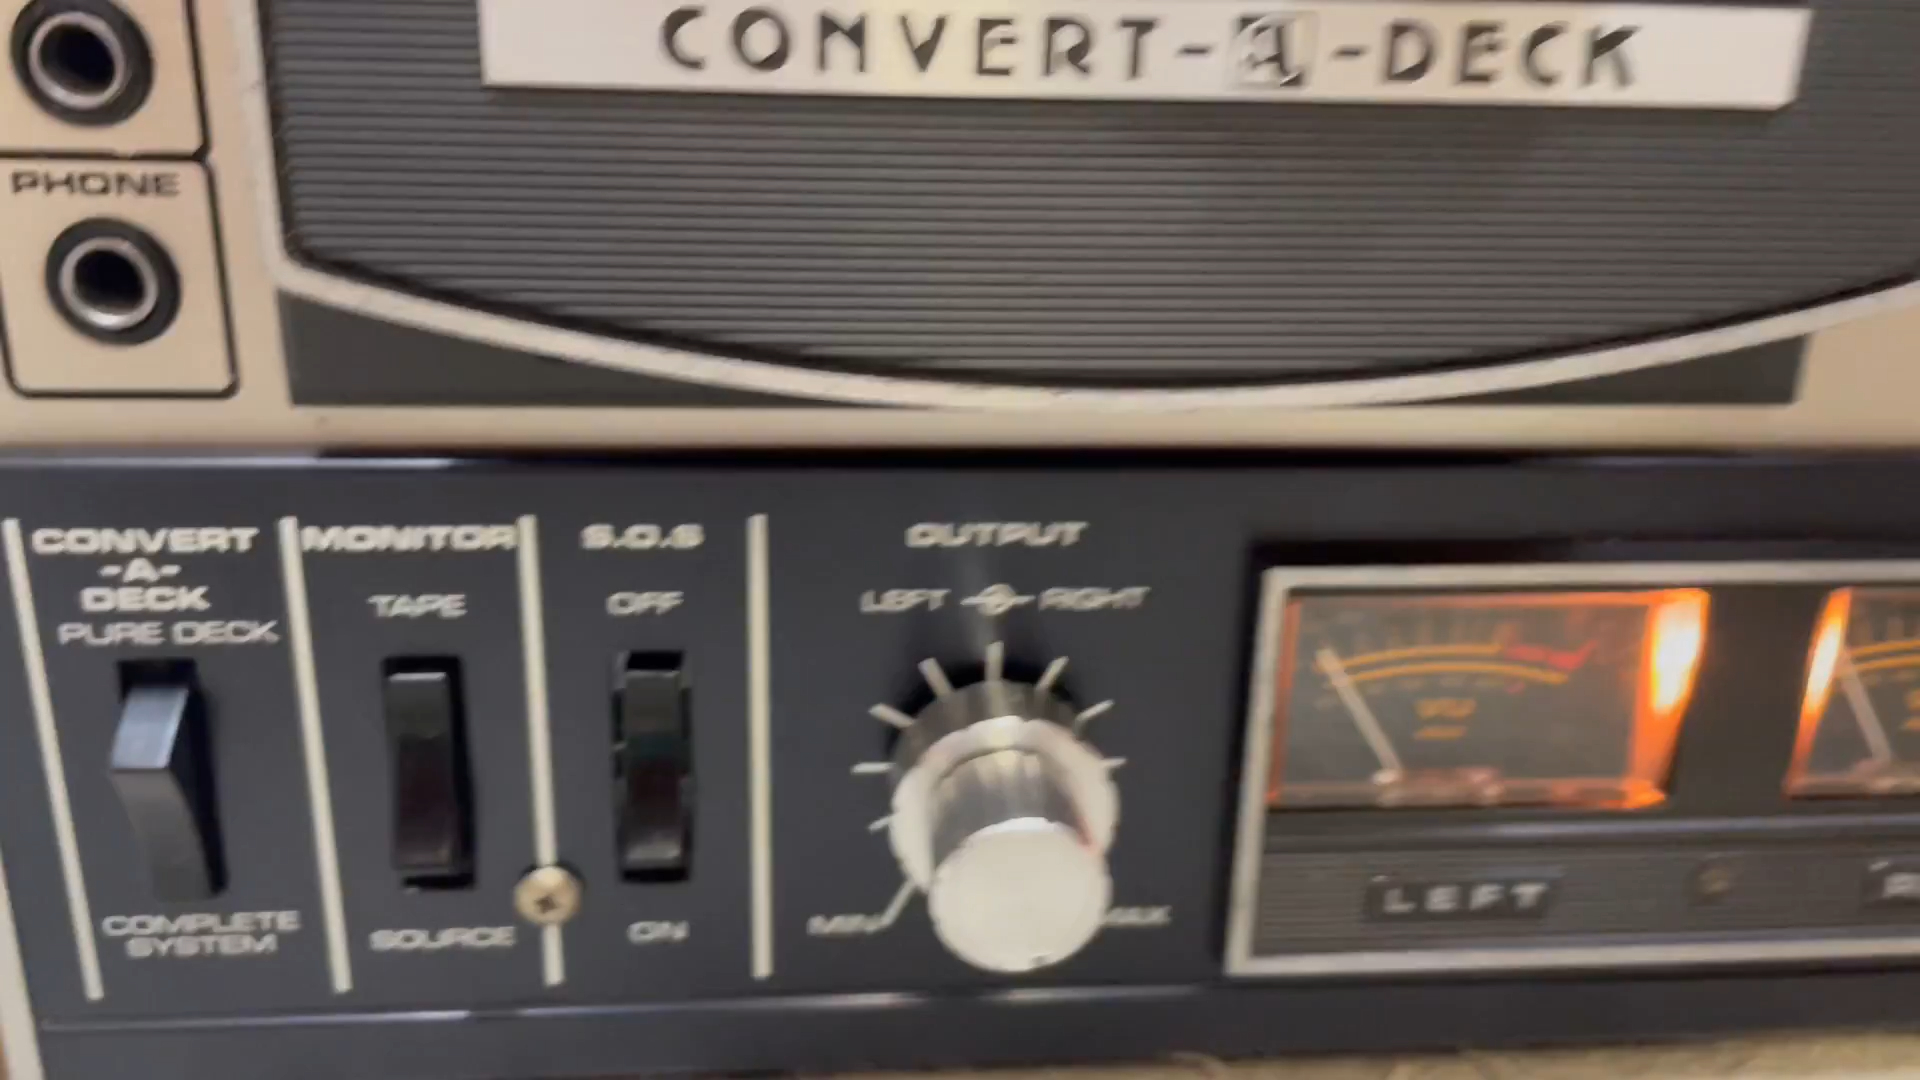 CONVERT-A-DECK
PHONE
CONVERT
-A-
DECK
PURE DECK
COMPLETE
SYSTEM
MONITOR
TAPE
SOURCE
S.O.S
OFF
ON
OUTPUT
LEFT
RIGHT
MIN
MAX
VU
LEFT